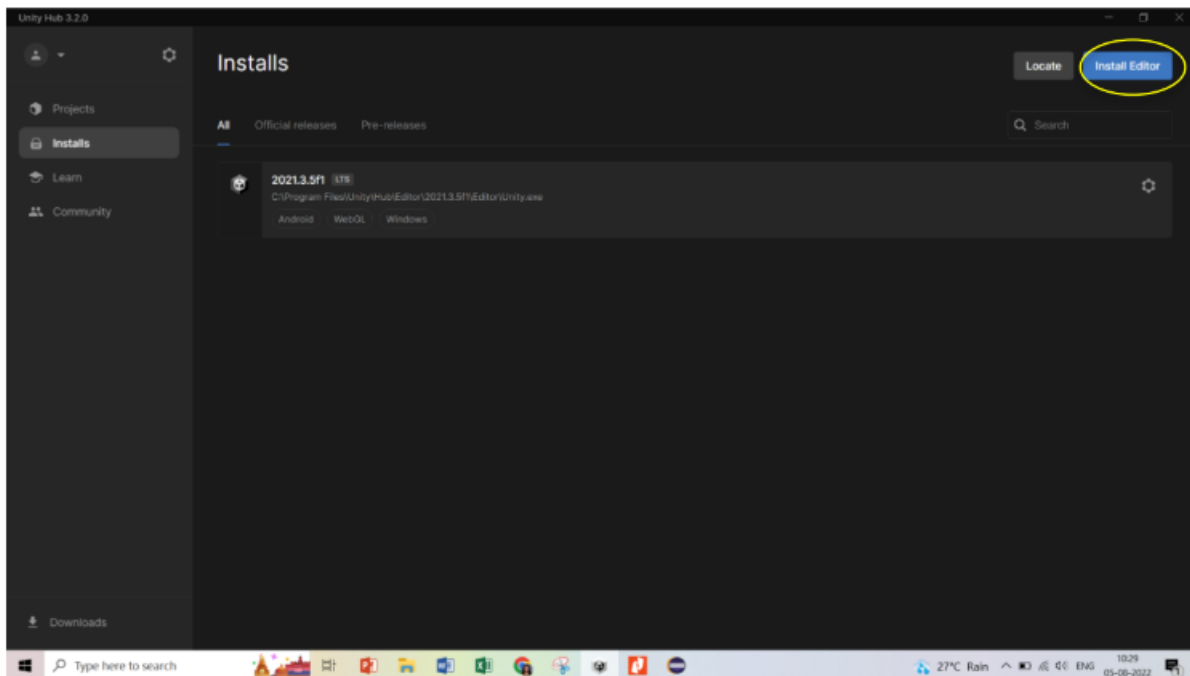 Unity Hub 3.2.0
Installs
Locate
Install Editor
Projects
Installs
Learn
Community
All Official releases Pre-releases
Search
2021.3.5f1 LTS
C:\Program Files\Unity\Hub\Editor\2021.3.5f1\Editor\Unity.exe
Android WebGL Windows
Downloads
Type here to search
27°C Rain
ENG
10:29
05-08-2022